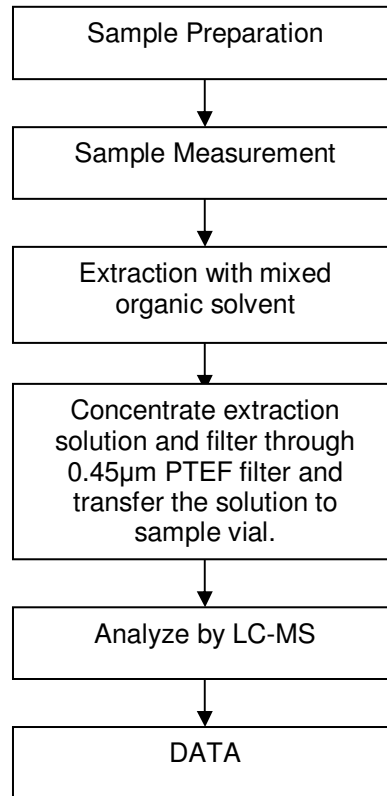 Sample Preparation
Sample Measurement
Extraction with mixed
organic solvent
Concentrate extraction
solution and filter through
0.45µm PTEF filter and
transfer the solution to
sample vial.
Analyze by LC-MS
DATA